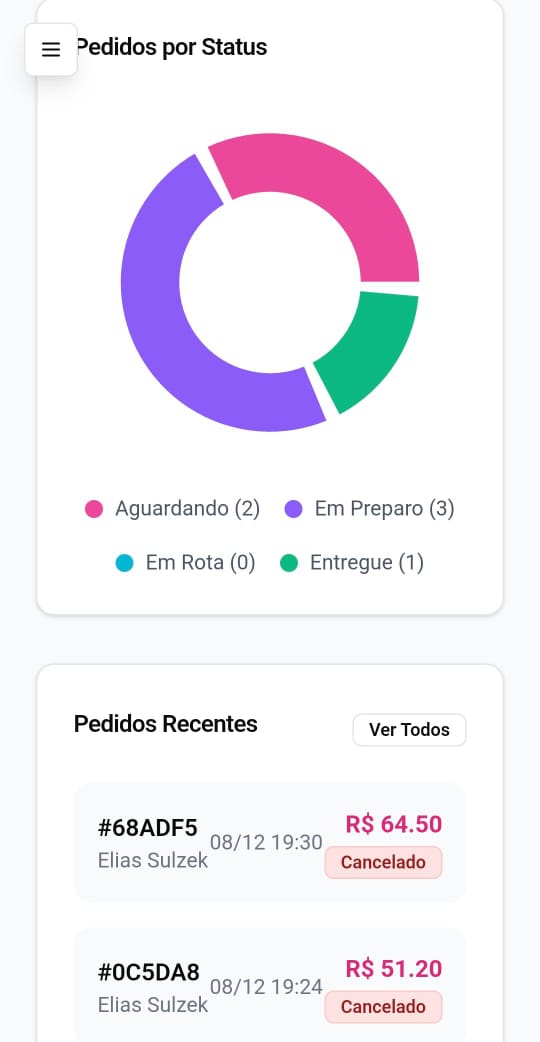 Pedidos por Status
Aguardando (2) Em Preparo (3)
Em Rota (0) Entregue (1)
Pedidos Recentes Ver Todos
#68ADF5
Elias Sulzek
08/12 19:30
R$ 64.50
Cancelado
#0C5DA8
Elias Sulzek
08/12 19:24
R$ 51.20
Cancelado